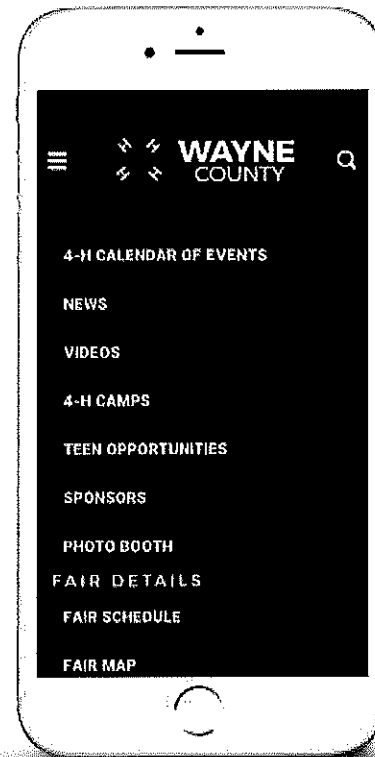 WAYNE
COUNTY
4-H CALENDAR OF EVENTS
NEWS
VIDEOS
4-H CAMPS
TEEN OPPORTUNITIES
SPONSORS
PHOTO BOOTH
FAIR DETAILS
FAIR SCHEDULE
FAIR MAP